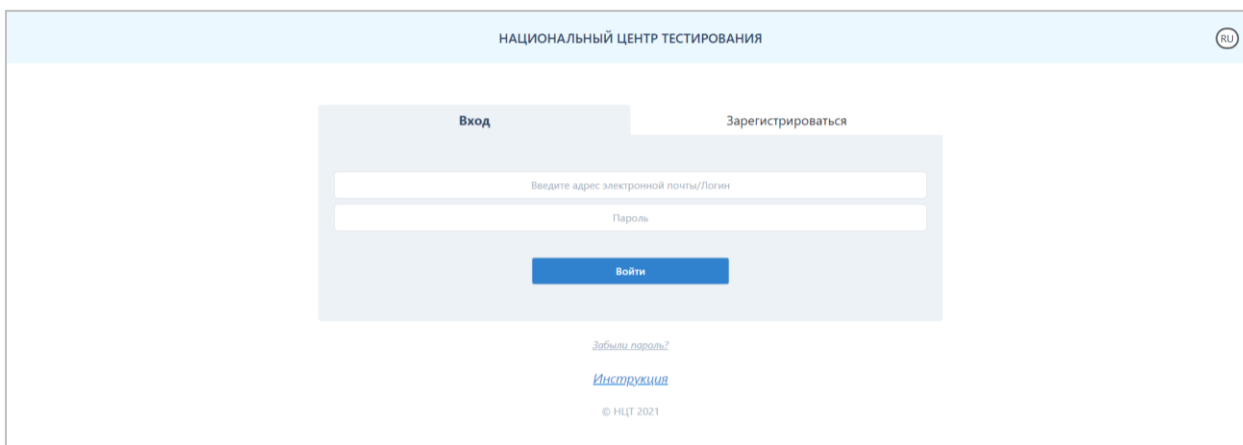 НАЦИОНАЛЬНЫЙ ЦЕНТР ТЕСТИРОВАНИЯ
RU
Вход
Зарегистрироваться
Введите адрес электронной почты/Логин
Пароль
Войти
Забыли пароль?
Инструкция
© НЦТ 2021